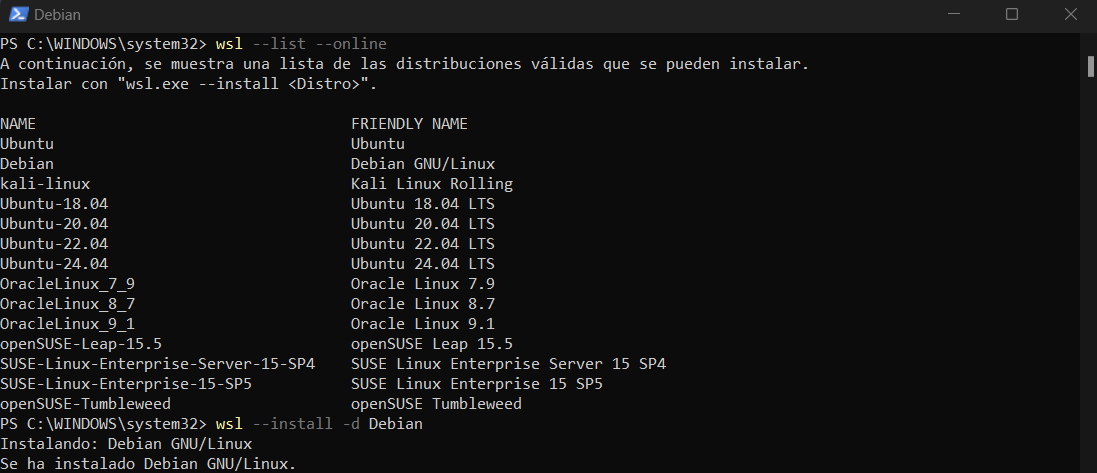 Debian
PS C:\WINDOWS\system32> wsl --list --online
A continuación, se muestra una lista de las distribuciones válidas que se pueden instalar.
Instalar con "wsl.exe --install <Distro>".
NAME FRIENDLY NAME
Ubuntu Ubuntu
Debian Debian GNU/Linux
kali-linux Kali Linux Rolling
Ubuntu-18.04 Ubuntu 18.04 LTS
Ubuntu-20.04 Ubuntu 20.04 LTS
Ubuntu-22.04 Ubuntu 22.04 LTS
Ubuntu-24.04 Ubuntu 24.04 LTS
OracleLinux_7_9 Oracle Linux 7.9
OracleLinux_8_7 Oracle Linux 8.7
OracleLinux_9_1 Oracle Linux 9.1
openSUSE-Leap-15.5 openSUSE Leap 15.5
SUSE-Linux-Enterprise-Server-15-SP4 SUSE Linux Enterprise Server 15 SP4
SUSE-Linux-Enterprise-15-SP5 SUSE Linux Enterprise 15 SP5
openSUSE-Tumbleweed openSUSE Tumbleweed
PS C:\WINDOWS\system32> wsl --install -d Debian
Instalando: Debian GNU/Linux
Se ha instalado Debian GNU/Linux.